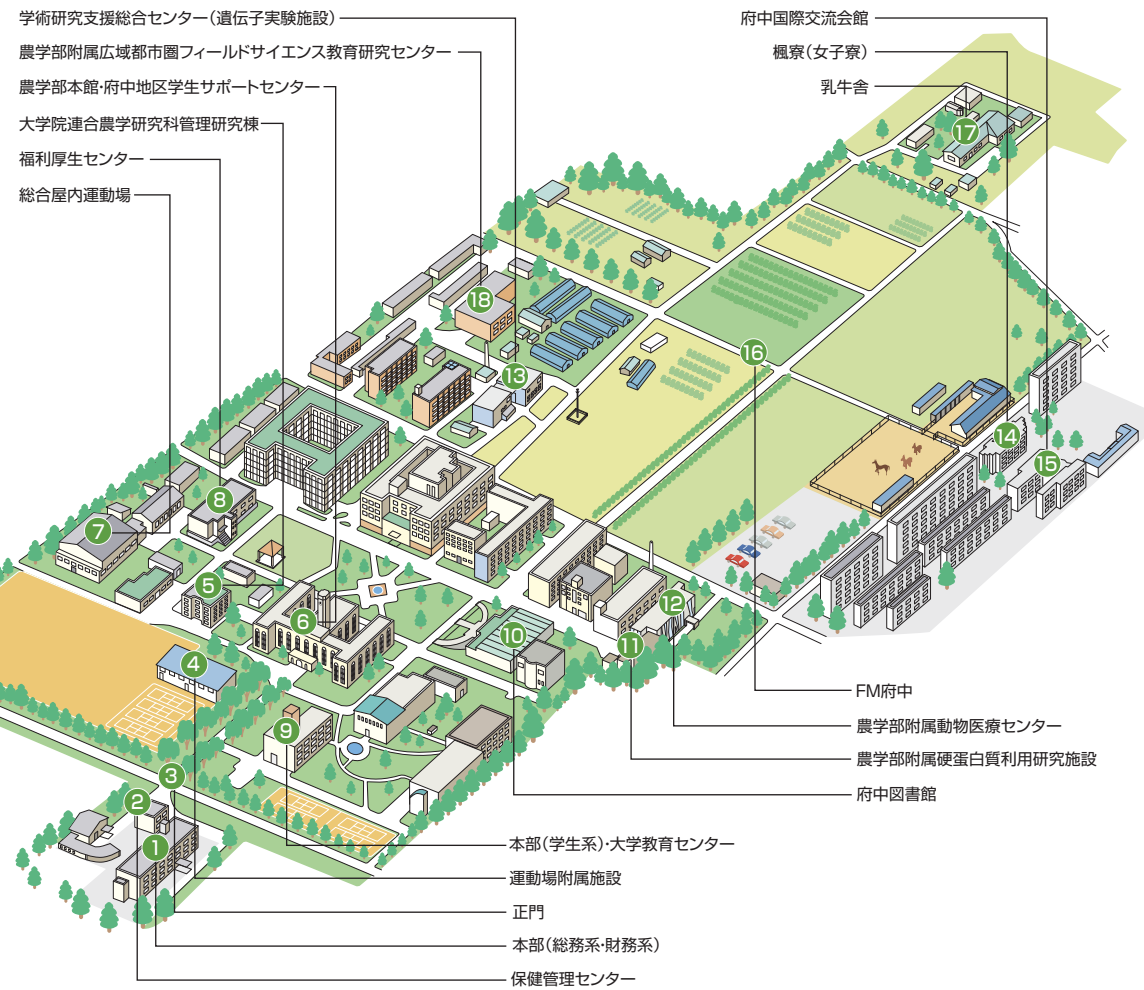 学術研究支援総合センター(遺伝子実験施設)
農学部附属広域都市圏フィールドサイエンス教育研究センター
農学部本館・府中地区学生サポートセンター
大学院連合農学研究科管理研究棟
福利厚生センター
総合屋内運動場
府中国際交流会館
楓寮(女子寮)
乳牛舎
17
18
16
13
14
15
8
7
5
6
12
10
11
4
9
3
2
1
FM府中
農学部附属動物医療センター
農学部附属硬蛋白質利用研究施設
府中図書館
本部(学生系)・大学教育センター
運動場附属施設
正門
本部(総務系・財務系)
保健管理センター